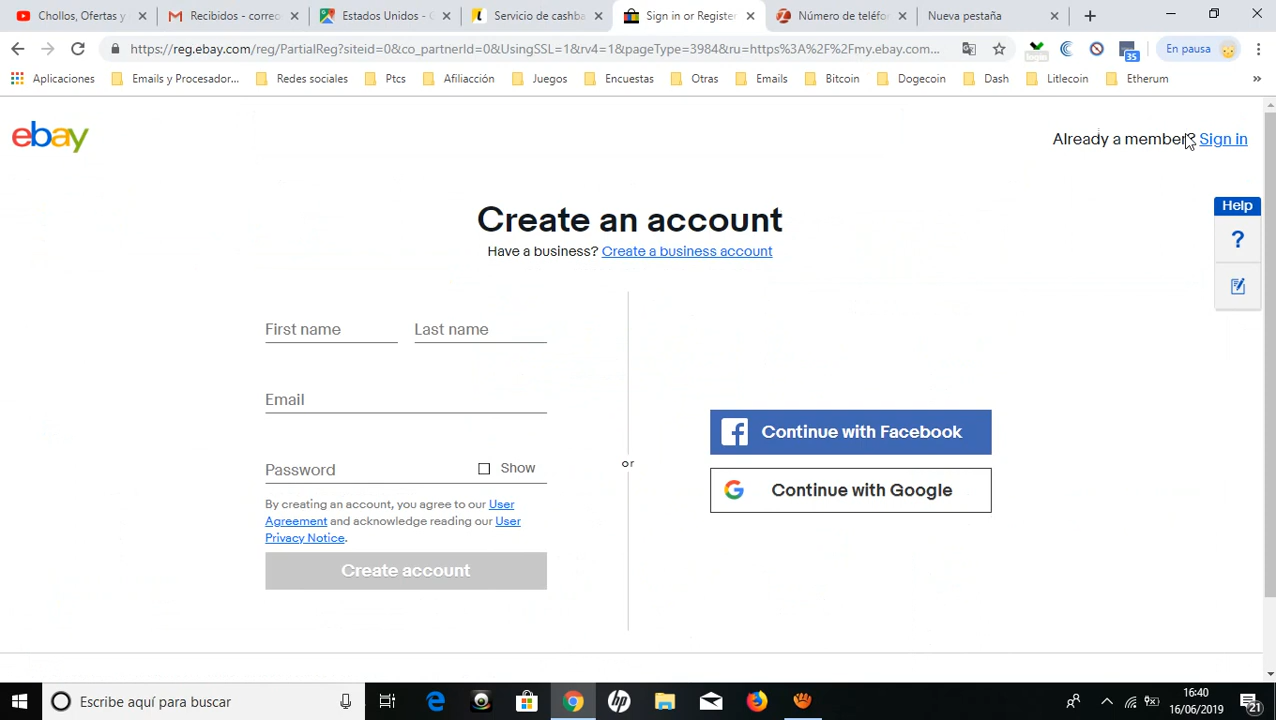 Chollos, Ofertas
Recibidos - correo
Estados Unidos - G
Servicio de cashba
Sign in or Register
Número de teléfo
Nueva pestaña
https://reg.ebay.com/reg/PartialReg?siteid=0&co_partnerId=0&UsingSSL=1&rv4=1&pageType=3984&ru=https%3A%2F%2Fmy.ebay.com...
35
En pausa
Aplicaciones
Emails y Procesador...
Redes sociales
Ptcs
Afiliacción
Juegos
Encuestas
Otras
Emails
Bitcoin
Dogecoin
Dash
Litlecoin
Etherum
»
ebay
Already a member? Sign in
Help
?
Create an account
Have a business? Create a business account
First name
Last name
Email
Password
Show
By creating an account, you agree to our User
Agreement and acknowledge reading our User
Privacy Notice.
Create account
or
Continue with Facebook
Continue with Google
Escribe aquí para buscar
16:40
16/06/2019
21